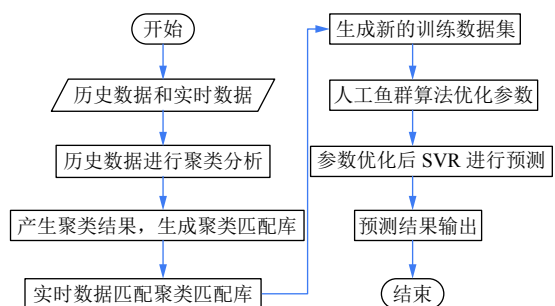 开始
历史数据和实时数据
历史数据进行聚类分析
产生聚类结果，生成聚类匹配库
实时数据匹配聚类匹配库
生成新的训练数据集
人工鱼群算法优化参数
参数优化后 SVR 进行预测
预测结果输出
结束